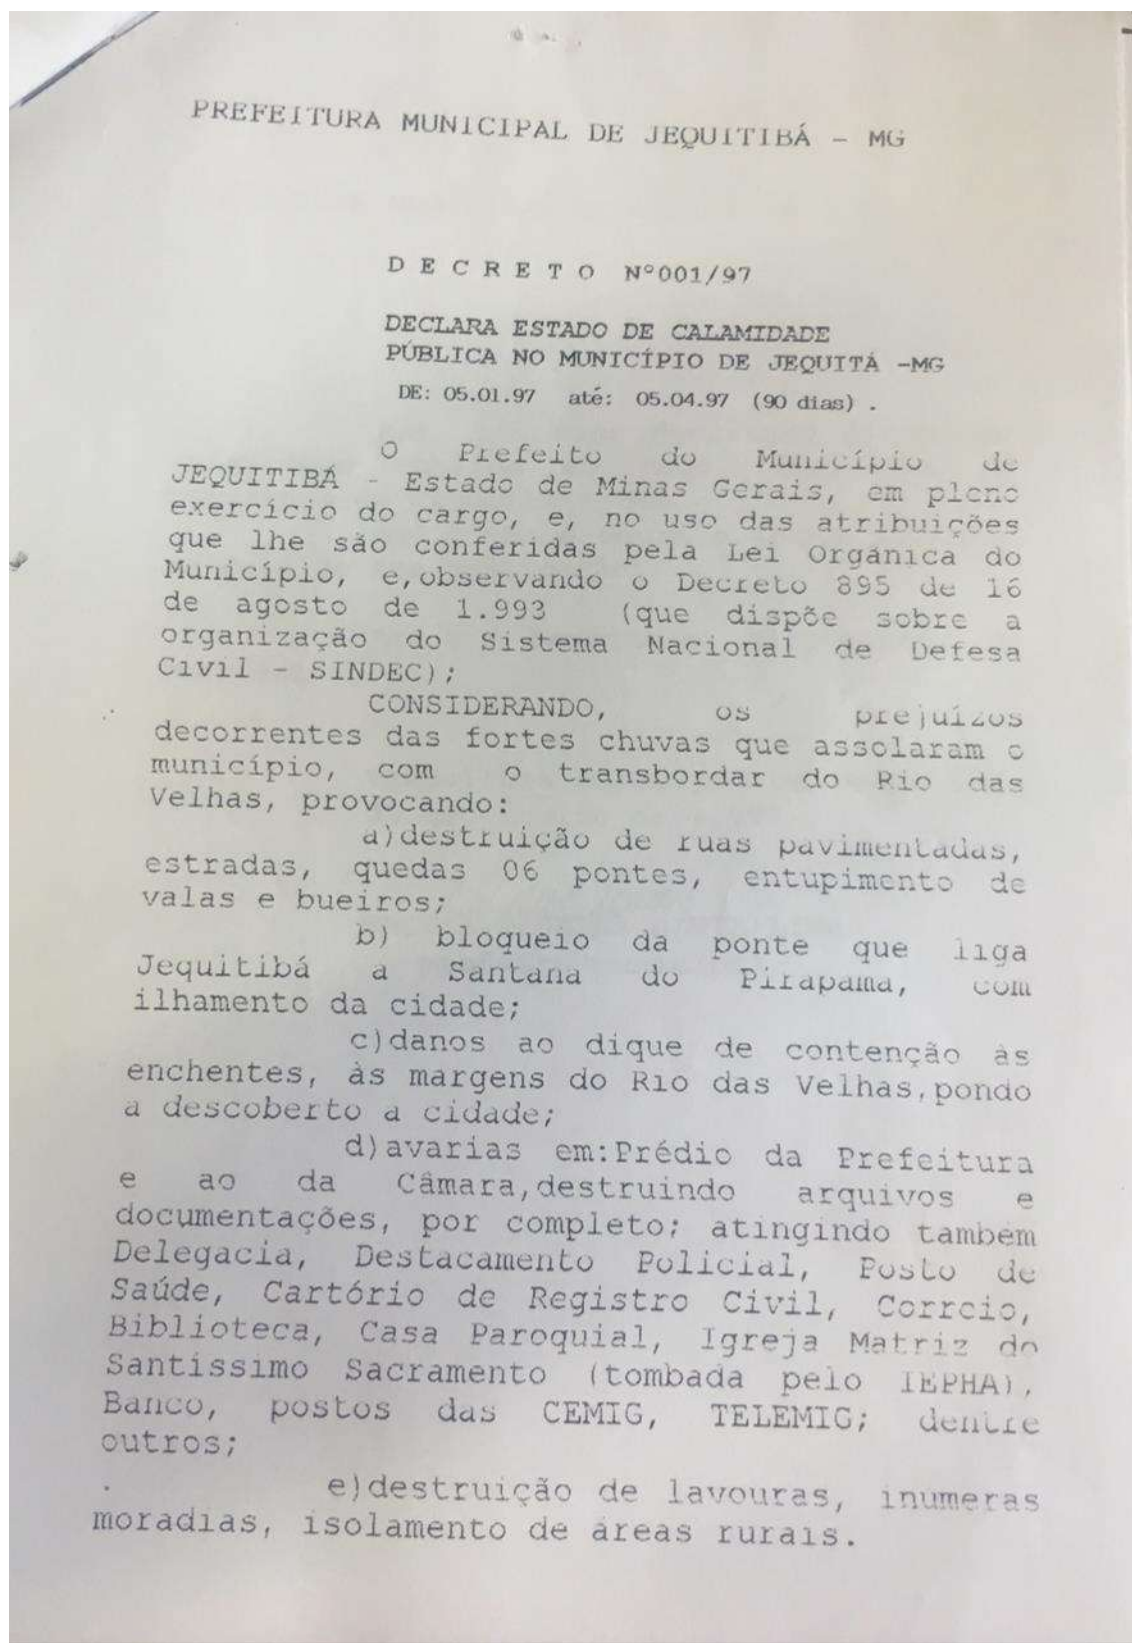 PREFEITURA MUNICIPAL DE JEQUITIBÁ - MG
D E C R E T O Nº001/97
DECLARA ESTADO DE CALAMIDADE
PÚBLICA NO MUNICÍPIO DE JEQUITÁ -MG
DE: 05.01.97 até: 05.04.97 (90 dias) .
O Prefeito do Município de
JEQUITIBÁ - Estado de Minas Gerais, em pleno
exercício do cargo, e, no uso das atribuições
que lhe são conferidas pela Lei Orgânica do
Município, e,observando o Decreto 895 de 16
de agosto de 1.993 (que dispõe sobre a
organização do Sistema Nacional de Defesa
Civil - SINDEC);
CONSIDERANDO, os prejuízos
decorrentes das fortes chuvas que assolaram o
município, com o transbordar do Rio das
Velhas, provocando:
a)destruição de ruas pavimentadas,
estradas, quedas 06 pontes, entupimento de
valas e bueiros;
b) bloqueio da ponte que liga
Jequitibá a Santana do Pirapama, com
ilhamento da cidade;
c)danos ao dique de contenção às
enchentes, às margens do Rio das Velhas,pondo
a descoberto a cidade;
d)avarias em:Prédio da Prefeitura
e ao da Câmara,destruindo arquivos e
documentações, por completo; atingindo também
Delegacia, Destacamento Policial, Posto de
Saúde, Cartório de Registro Civil, Correio,
Biblioteca, Casa Paroquial, Igreja Matriz do
Santíssimo Sacramento (tombada pelo IEPHA),
Banco, postos das CEMIG, TELEMIG; dentre
outros;
e)destruição de lavouras, inúmeras
moradias, isolamento de áreas rurais.